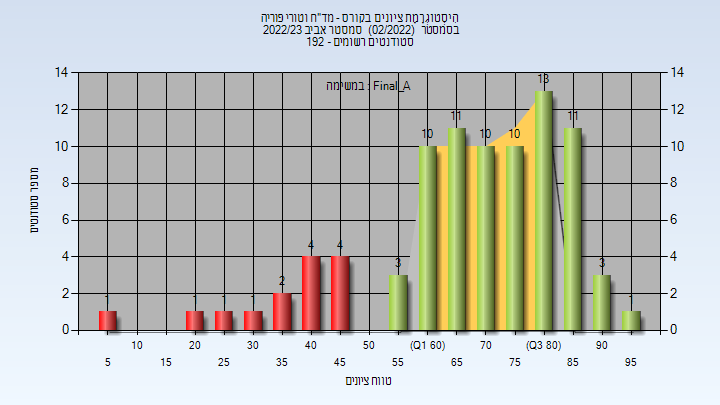 היסטוגרמת ציונים בקורס - מד"ח וטורי פוריה
בסמסטר (02/2022) סמסטר אביב 2022/23
סטודנטים רשומים - 192
במשימה : Final_A
מספר סטודנטים
14 14
12 12
10 10
8 8
6 6
4 4
2 2
0 0
1 1 1 1 2 4 4 3 10 11 10 10 13 11 3 1
10 20 30 40 50 (Q1 60) 70 (Q3 80) 90
5 15 25 35 45 55 65 75 85 95
טווח ציונים